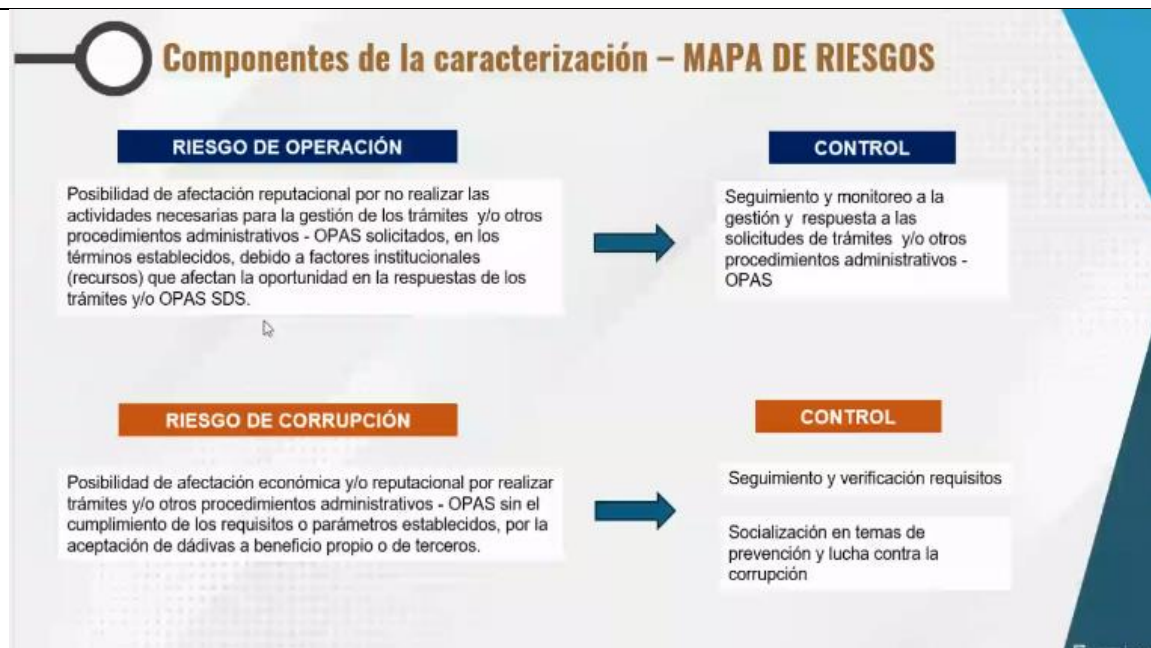 Componentes de la caracterización – MAPA DE RIESGOS
RIESGO DE OPERACIÓN
Posibilidad de afectación reputacional por no realizar las
actividades necesarias para la gestión de los trámites y/o otros
procedimientos administrativos - OPAS solicitados, en los
términos establecidos, debido a factores institucionales
(recursos) que afectan la oportunidad en la respuestas de los
trámites y/o OPAS SDS.
CONTROL
Seguimiento y monitoreo a la
gestión y respuesta a las
solicitudes de trámites y/o otros
procedimientos administrativos -
OPAS
RIESGO DE CORRUPCIÓN
Posibilidad de afectación económica y/o reputacional por realizar
trámites y/o otros procedimientos administrativos - OPAS sin el
cumplimiento de los requisitos o parámetros establecidos, por la
aceptación de dádivas a beneficio propio o de terceros.
CONTROL
Seguimiento y verificación requisitos
Socialización en temas de
prevención y lucha contra la
corrupción